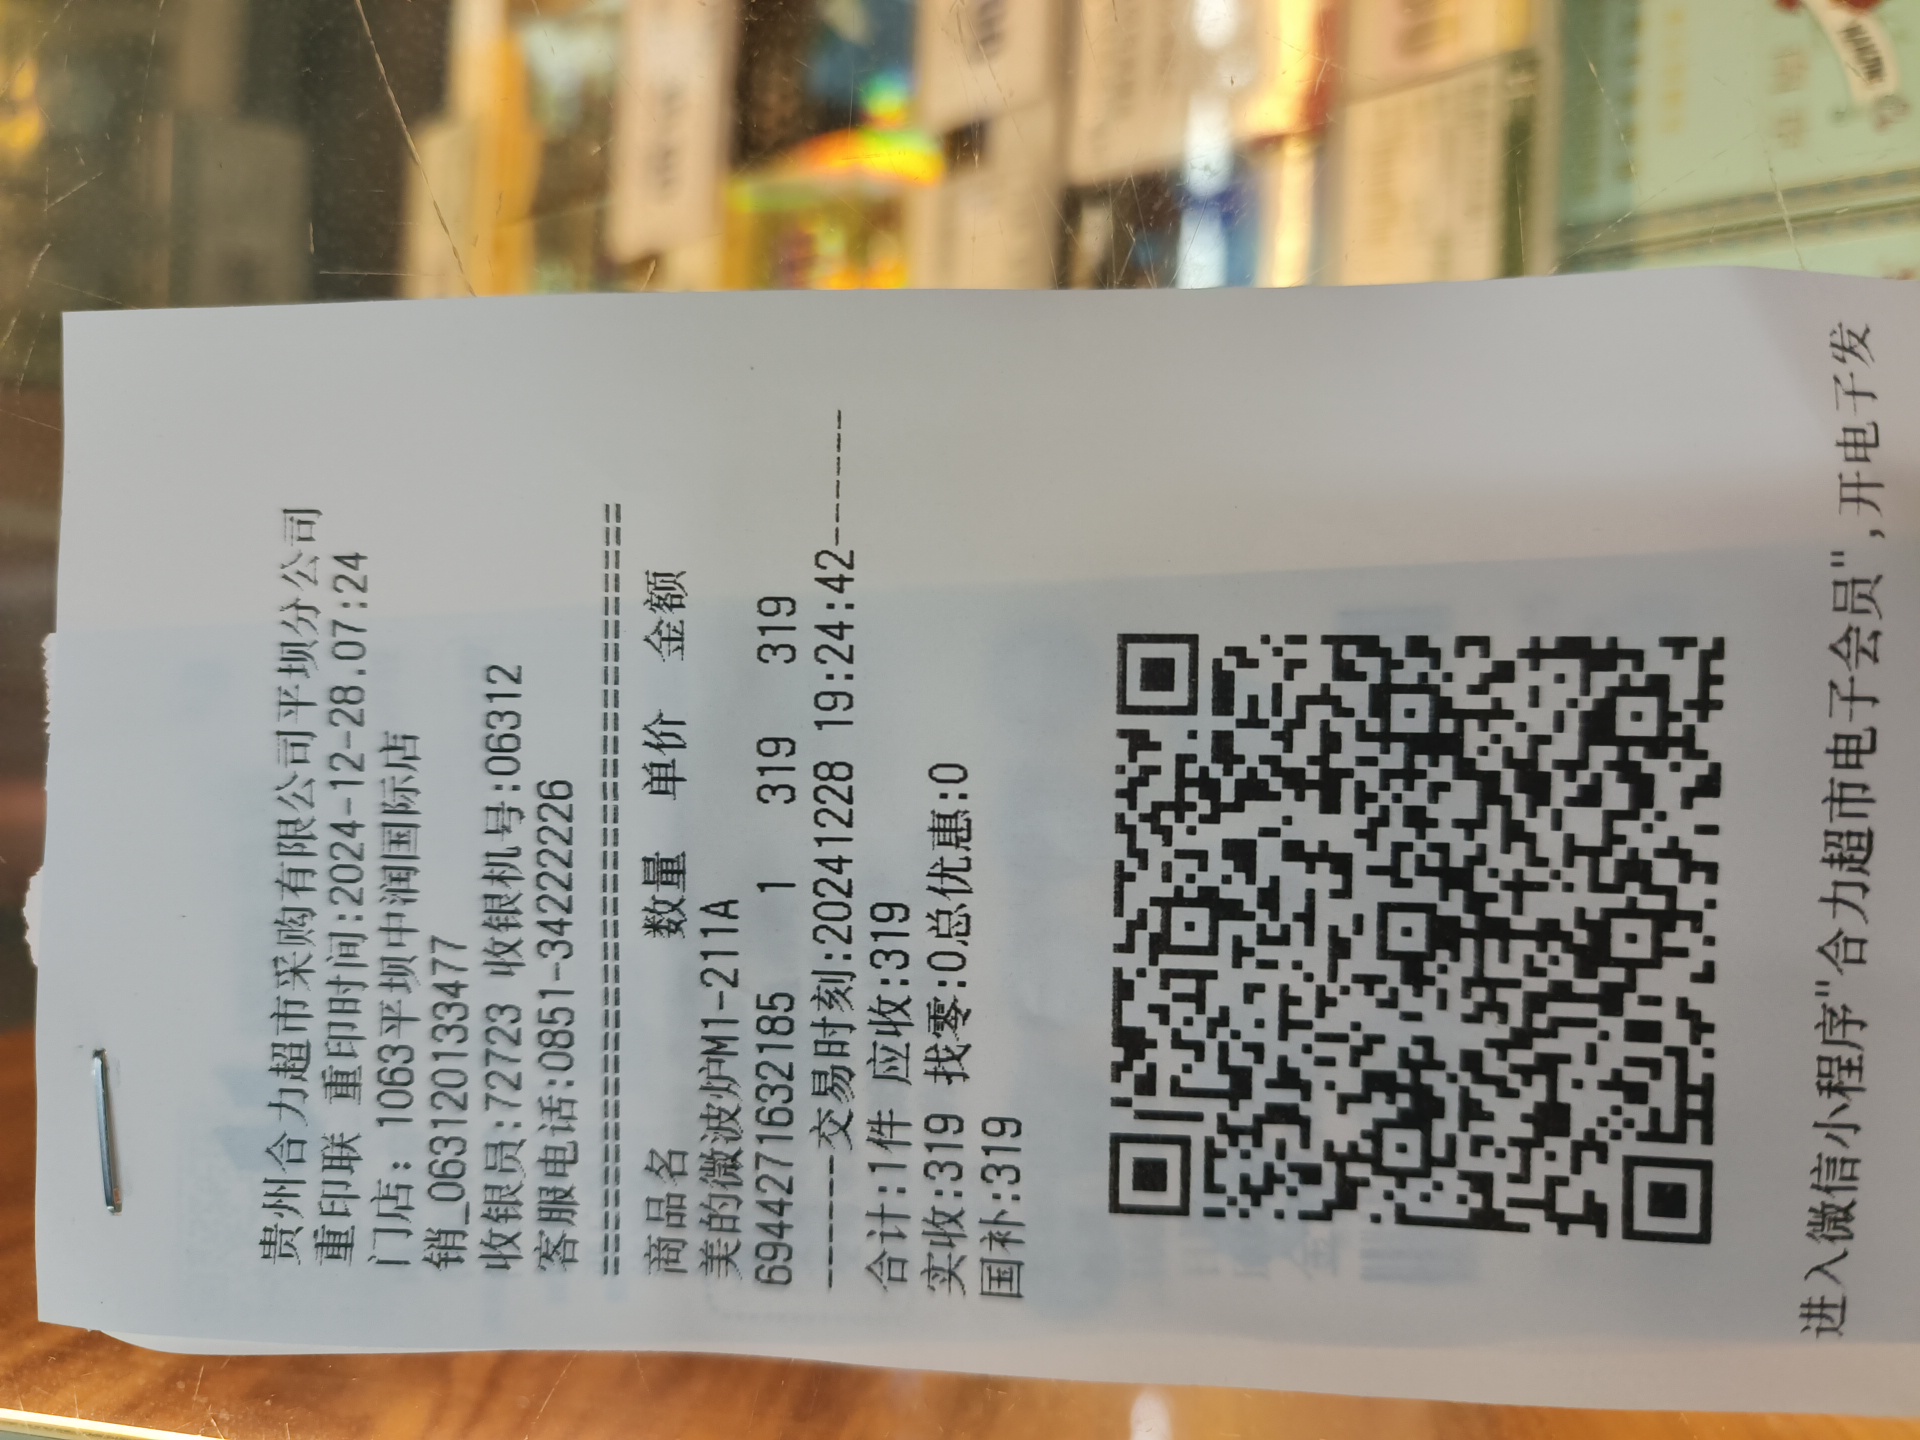 贵州合力超市采购有限公司平坝分公司
重印联 重印时间:2024-12-28.07:24
门店: 1063平坝中润国际店
销_0631201333477
收银员:72723 收银机号:06312
客服电话:0851-34222226
==============================================
商品名 数量 单价 金额
美的微波炉M1-211A
6944271632185 1 319 319
-------交易时刻:20241228 19:24:42-------
合计:1件 应收:319
实收:319 找零:0总优惠:0
国补:319
进入微信小程序"合力超市电子会员",开电子发